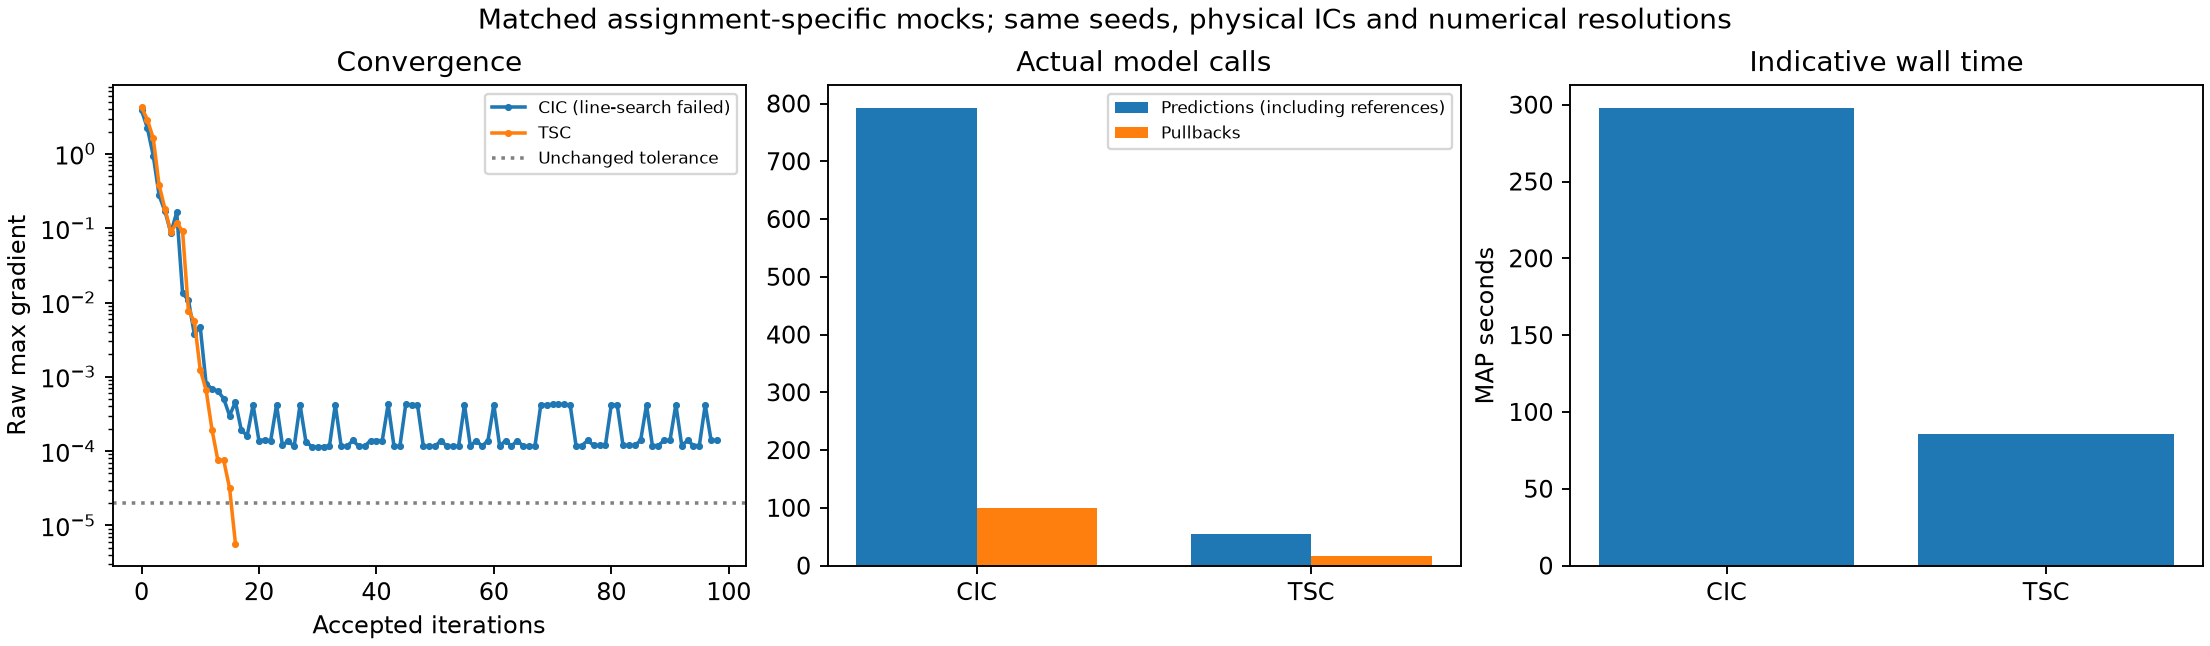 Matched assignment-specific mocks; same seeds, physical ICs and numerical resolutions
Convergence
Raw max gradient
10⁰
10⁻¹
10⁻²
10⁻³
10⁻⁴
10⁻⁵
CIC (line-search failed)
TSC
Unchanged tolerance
0 20 40 60 80 100
Accepted iterations
Actual model calls
800
700
600
500
400
300
200
100
0
Predictions (including references)
Pullbacks
CIC TSC
Indicative wall time
MAP seconds
300
250
200
150
100
50
0
CIC TSC